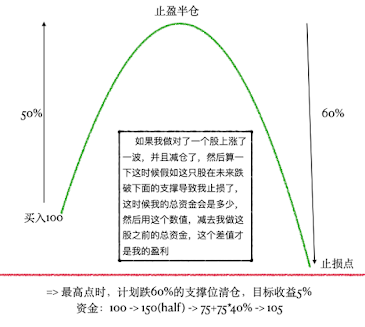 止盈半仓
50%
60%
如果我做对了一个股上涨了
一波，并且减仓了，然后算一
下这时候假如这只股在未来跌
破下面的支撑导致我止损了，
这时候我的总资金会是多少，
然后用这个数值，减去我做这
股之前的总资金，这个差值才
是我的盈利
买入100
止损点
=> 最高点时，计划跌60%的支撑位清仓，目标收益5%
资金：100 -> 150(half) -> 75+75*40% -> 105